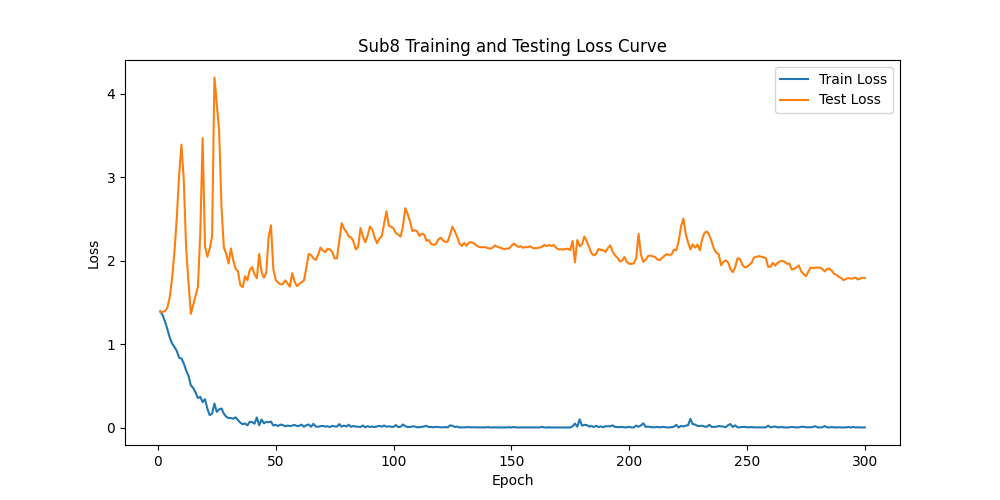 Sub8 Training and Testing Loss Curve
Train Loss
Test Loss
Loss
4
3
2
1
0
0 50 100 150 200 250 300
Epoch